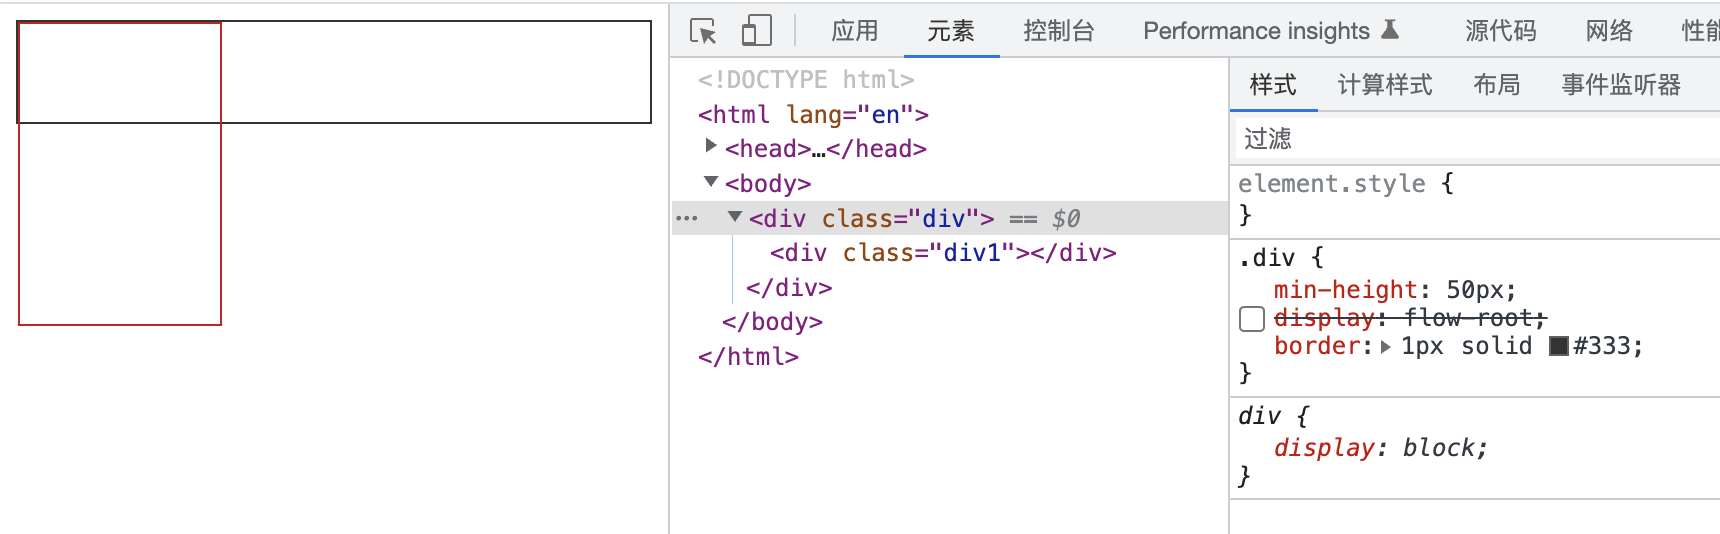 应用 元素 控制台 Performance insights 源代码 网络 性能
<!DOCTYPE html>
<html lang="en">
<head>…</head>
<body>
<div class="div"> == $0
<div class="div1"></div>
</div>
</body>
</html>
样式 计算样式 布局 事件监听器
过滤
element.style {
}
.div {
min-height: 50px;
display: flow-root;
border: 1px solid #333;
}
div {
display: block;
}